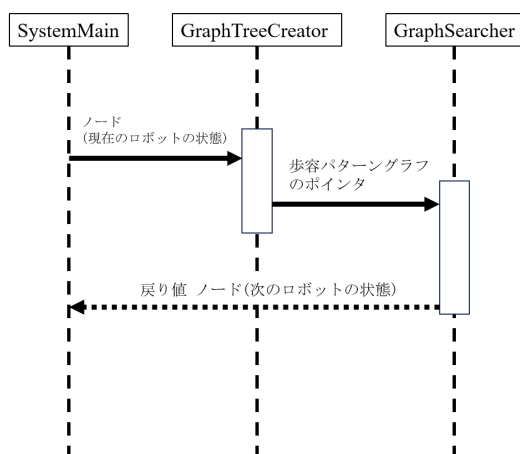 SystemMain
GraphTreeCreator
GraphSearcher
ノード
(現在のロボットの状態)
歩容パターングラフ
のポインタ
戻り値 ノード(次のロボットの状態)